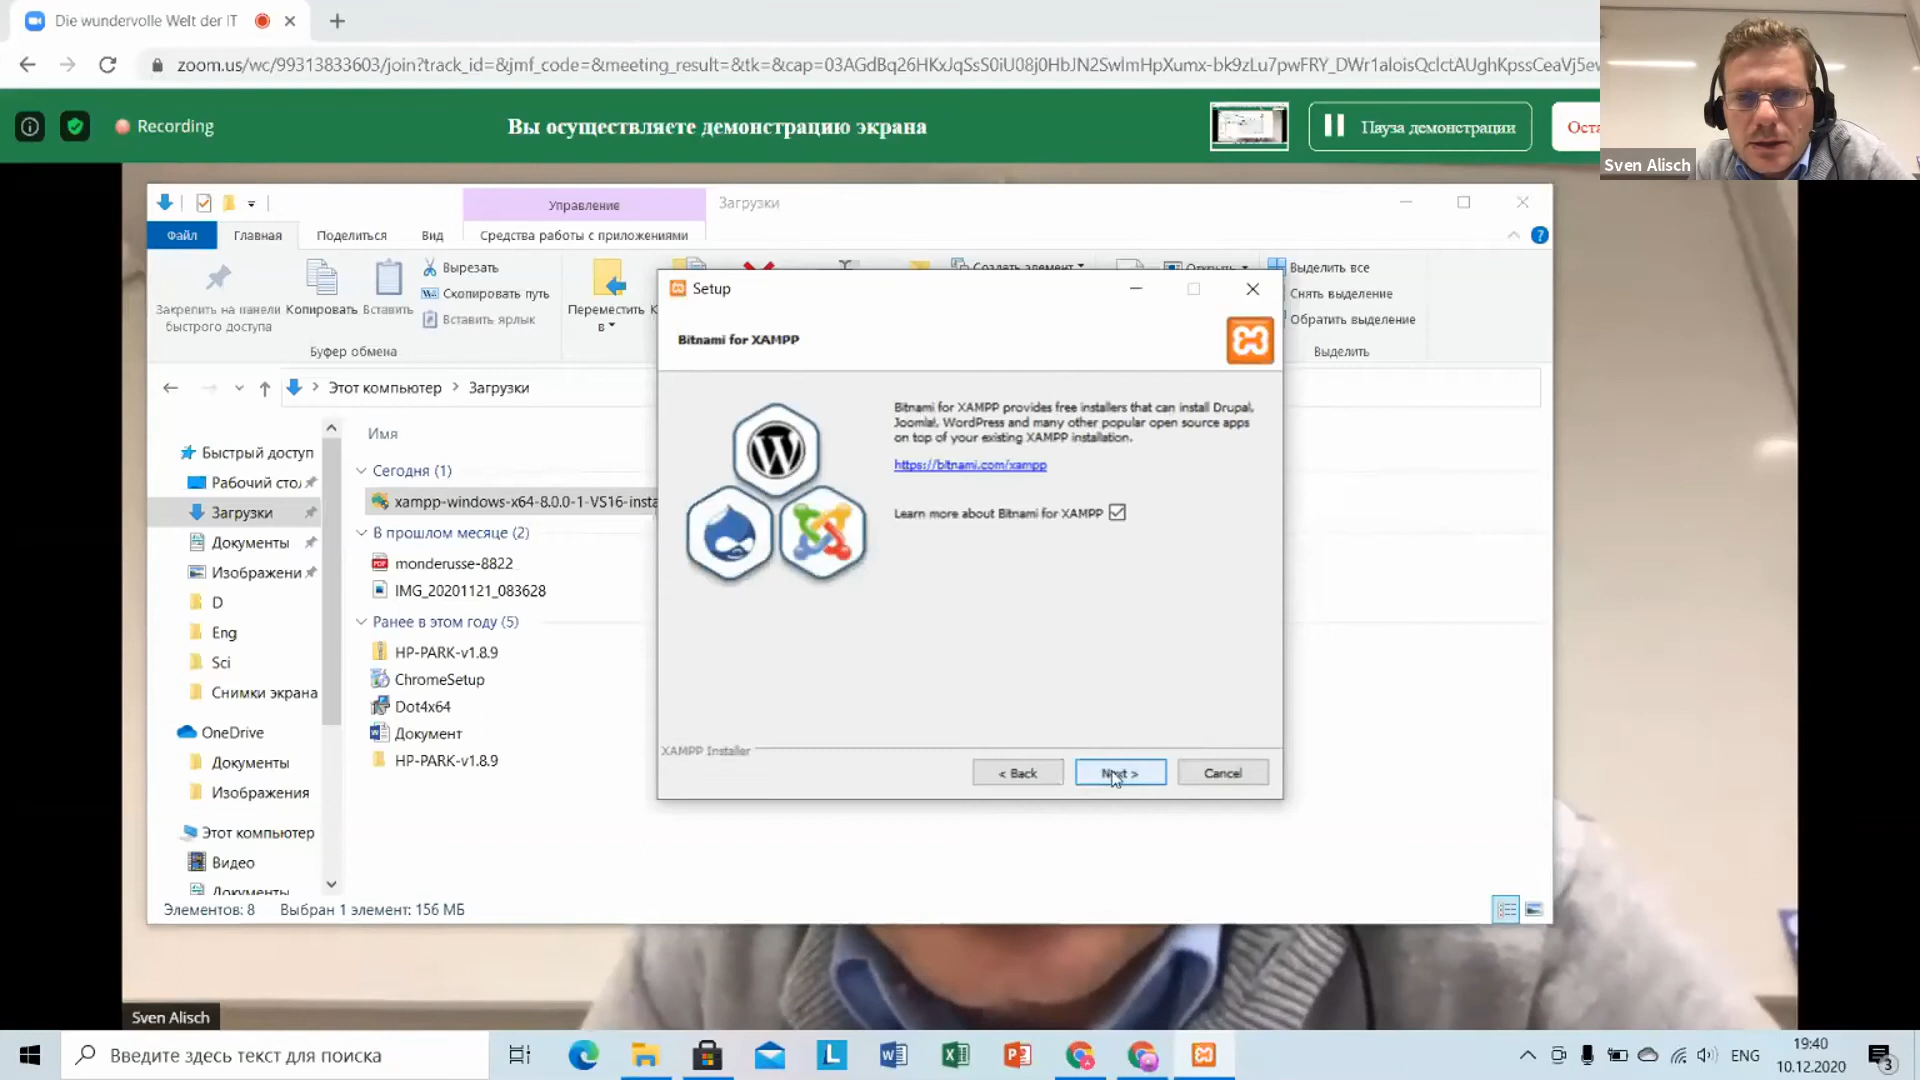 Die wundervolle Welt der IT
zoom.us/wc/99313833603/join?track_id=&jmf_code=&meeting_result=&tk=&cap=
Recording
Вы осуществляете демонстрацию экрана
Пауза демонстрации
Sven Alisch
Управление
Загрузки
Файл
Главная
Поделиться
Вид
Средства работы с приложениями
Закрепить на панели
быстрого доступа
Копировать
Вставить
Вырезать
Скопировать путь
Вставить ярлык
Буфер обмена
Переместить
в
Создать элемент
Открыть
Выделить все
Снять выделение
Обратить выделение
Выделить
Этот компьютер
Загрузки
Имя
Быстрый доступ
Загрузки
Документы
Изображени
D
Eng
Sci
Снимки экрана
OneDrive
Документы
Изображения
Этот компьютер
Видео
Документы
Сегодня (1)
xampp-windows-x64-8.0.0-1-VS16-insta
В прошлом месяце (2)
monderusse-8822
IMG_20201121_083628
Ранее в этом году (5)
HP-PARK-v1.8.9
ChromeSetup
Dot4x64
Документ
HP-PARK-v1.8.9
Элементов: 8
Выбран 1 элемент: 156 МБ
Setup
Bitnami for XAMPP
Bitnami for XAMPP provides free installers that can install Drupal,
Joomla!, WordPress and many other popular open source apps
on top of your existing XAMPP installation.
https://bitnami.com/xampp
Learn more about Bitnami for XAMPP
XAMPP Installer
< Back
Next >
Cancel
Sven Alisch
Введите здесь текст для поиска
ENG
19:40
10.12.2020
3